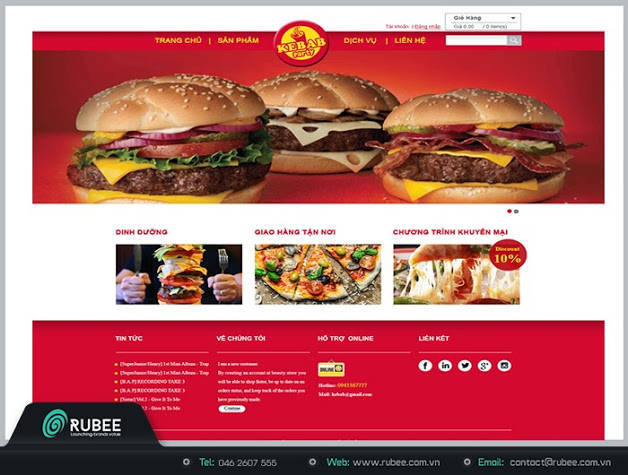 Giỏ Hàng
Tài khoản / Đăng nhập
Giá 0.00 / 0 item(s)
TRANG CHỦ | SẢN PHẨM
KEBAB
Party
DỊCH VỤ | LIÊN HỆ
DINH DƯỠNG
GIAO HÀNG TẬN NƠI
CHƯƠNG TRÌNH KHUYẾN MẠI
Discount
10%
TIN TỨC
[SuperJunior Henry] 1st Mini Album - Trap
[SuperJunior Henry] 1st Mini Album - Trap
[B.A.P] RECORDING TAKE 3
[B.A.P] RECORDING TAKE 3
Vol.2 - Give It To Me
Vol.2 - Give It To Me
VỀ CHÚNG TÔI
I am a new customer
By creating an account at beauty store you
will be able to shop faster, be up to date on an
orders status, and keep track of the orders you
have previously made.
HỖ TRỢ ONLINE
ONLINE
Hotline: 0943387777
Mail: kebab@gmail.com
LIÊN KẾT
RUBEE
Launching brands value
Tel: 046 2607 555
Web: www.rubee.com.vn
Email: contact@rubee.com.vn